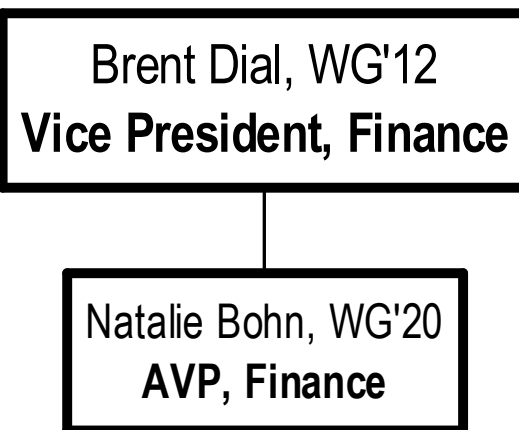 Brent Dial, WG'12
Vice President, Finance
Natalie Bohn, WG'20
AVP, Finance